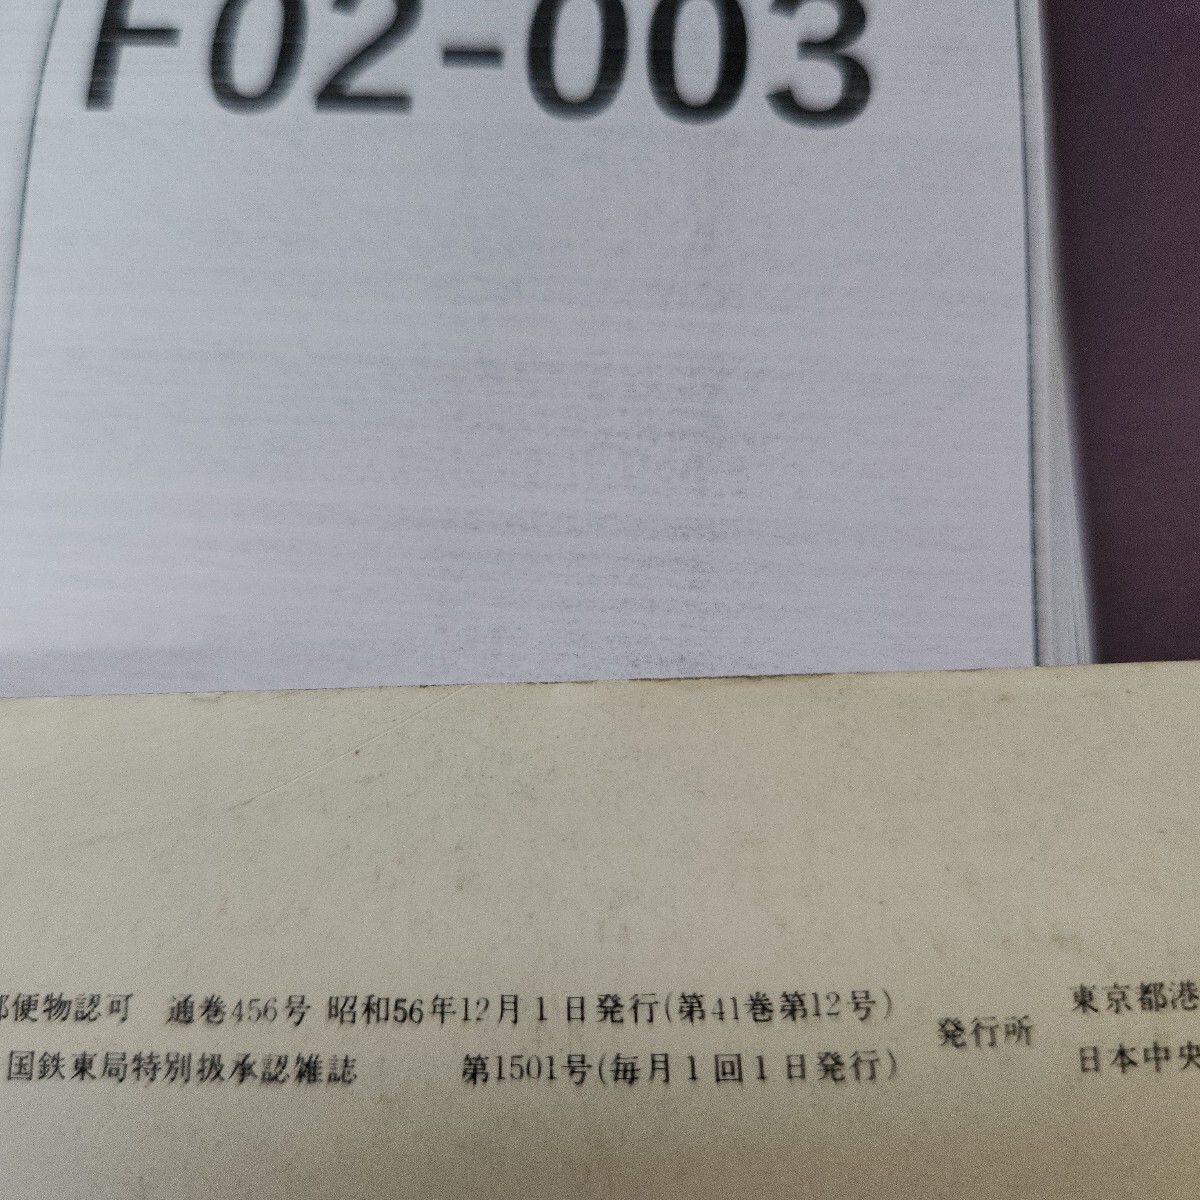 F02-003
郵便物認可 通巻456号 昭和56年12月1日発行(第41巻第12号)
国鉄東局特別扱承認雑誌 第1501号(毎月1回1日発行)
発行所
東京都港
日本中央